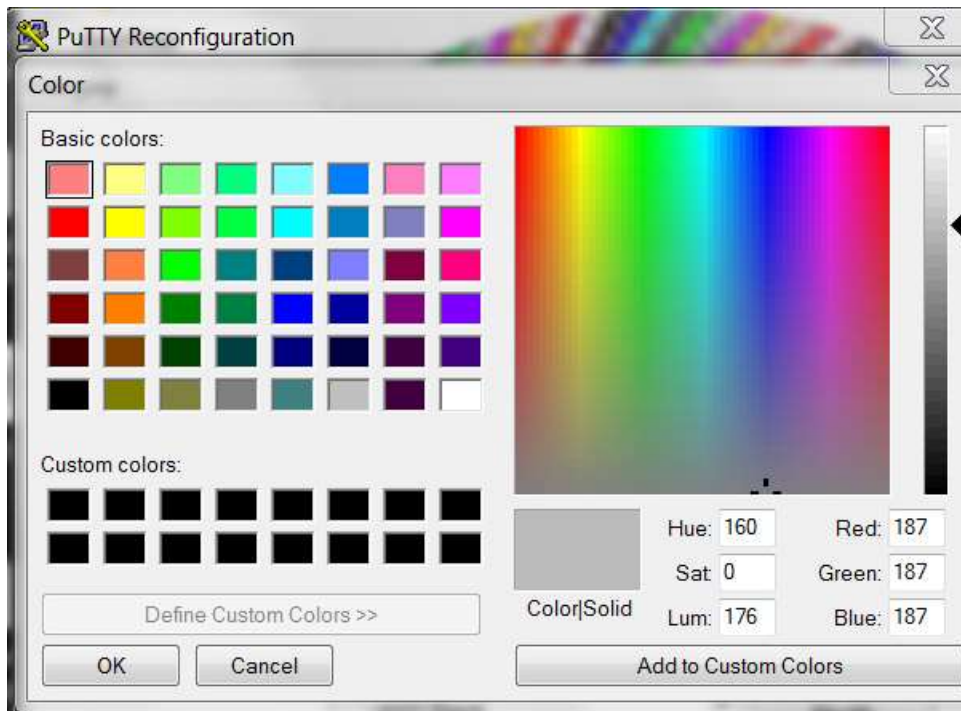 PuTTY Reconfiguration
Color
Basic colors:
Custom colors:
Define Custom Colors >>
OK
Cancel
Color|Solid
Hue: 160
Sat: 0
Lum: 176
Red: 187
Green: 187
Blue: 187
Add to Custom Colors